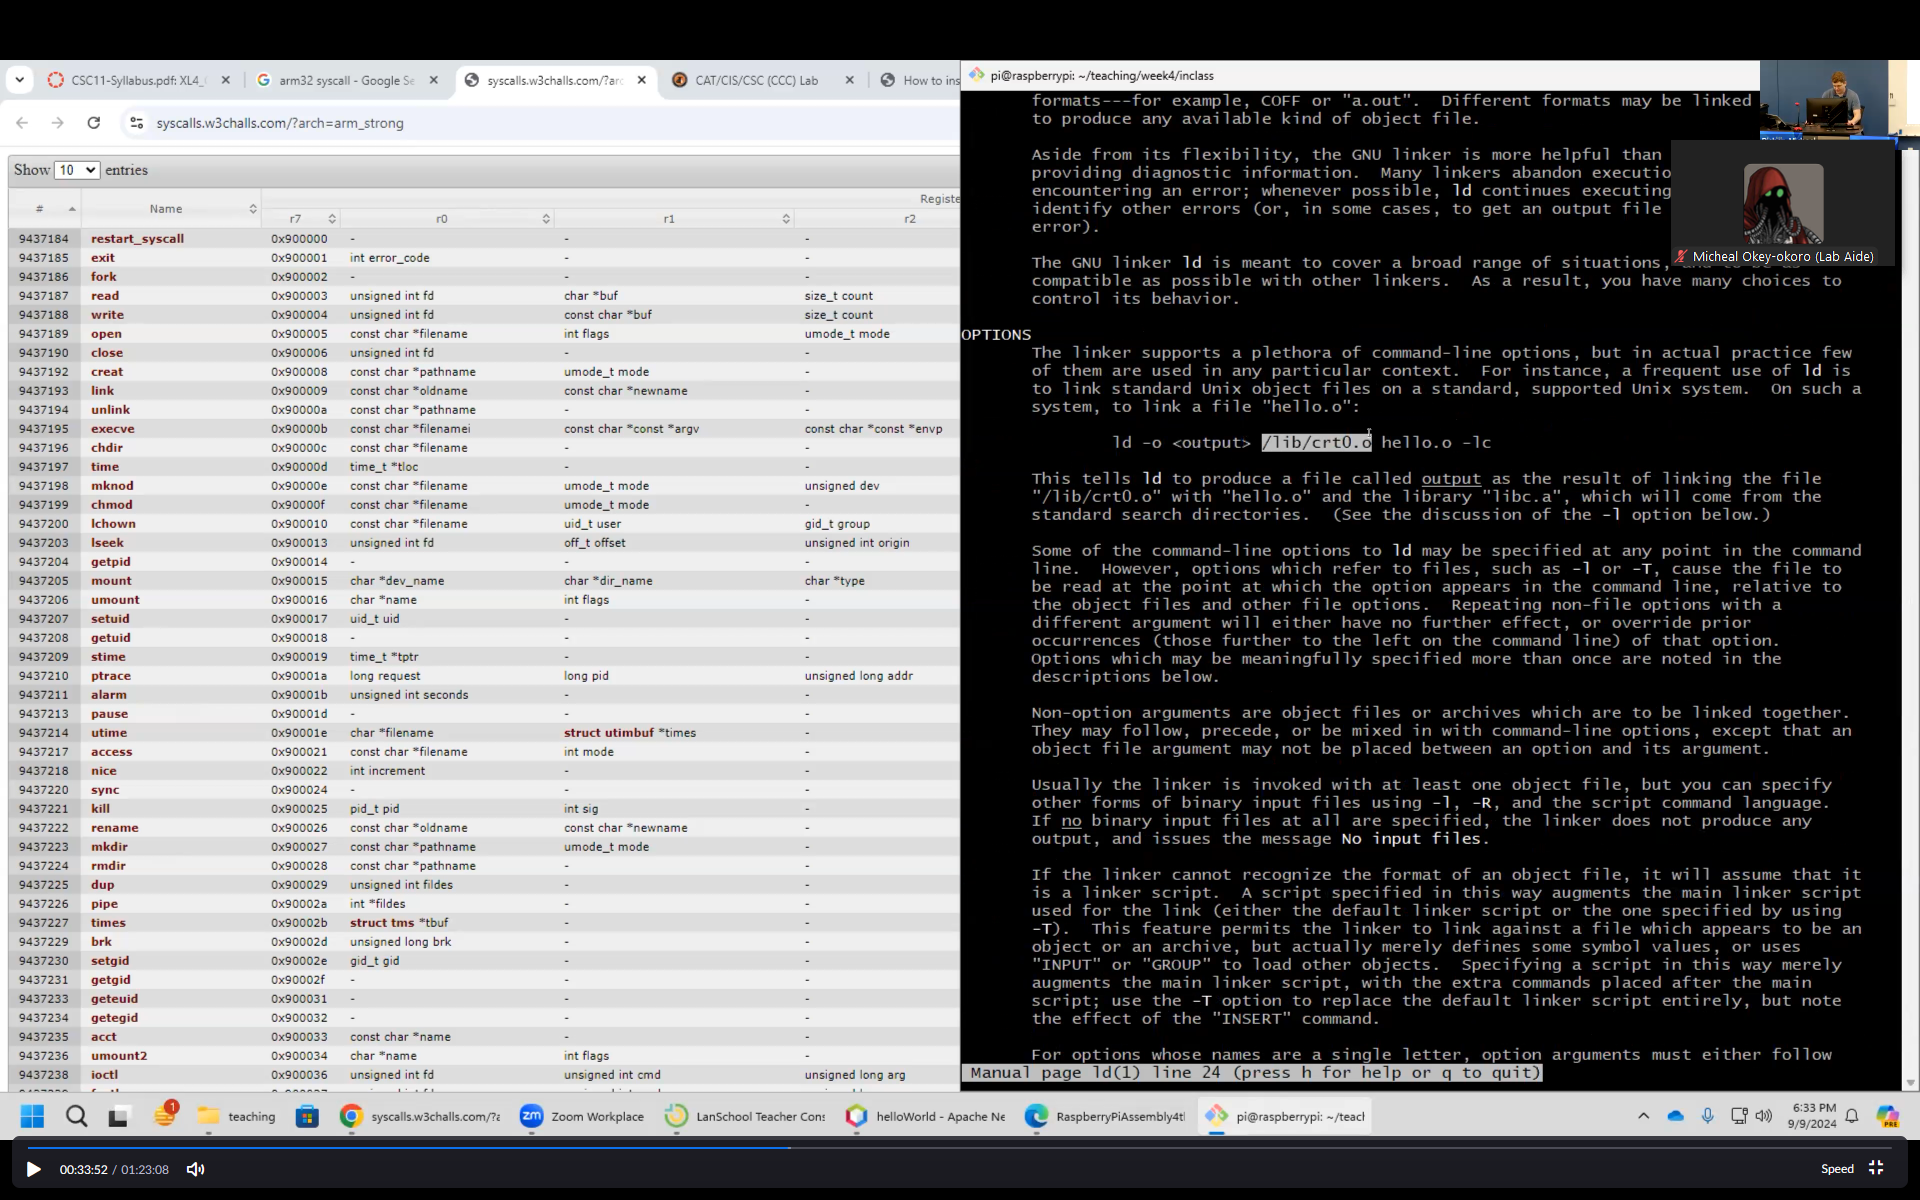 CSC11-Syllabus.pdf: XL4_
arm32 syscall - Google Se
syscalls.w3challs.com/?arc
CAT/CIS/CSC (CCC) Lab
How to ins
syscalls.w3challs.com/?arch=arm_strong
Show 10 entries
# Name Registe
r7 r0 r1 r2
9437184 restart_syscall 0x900000 - - -
9437185 exit 0x900001 int error_code - -
9437186 fork 0x900002 - - -
9437187 read 0x900003 unsigned int fd char *buf size_t count
9437188 write 0x900004 unsigned int fd const char *buf size_t count
9437189 open 0x900005 const char *filename int flags umode_t mode
9437190 close 0x900006 unsigned int fd - -
9437192 creat 0x900008 const char *pathname umode_t mode -
9437193 link 0x900009 const char *oldname const char *newname -
9437194 unlink 0x90000a const char *pathname - -
9437195 execve 0x90000b const char *filenamei const char *const *argv const char *const *envp
9437196 chdir 0x90000c const char *filename - -
9437197 time 0x90000d time_t *tloc - -
9437198 mknod 0x90000e const char *filename umode_t mode unsigned dev
9437199 chmod 0x90000f const char *filename umode_t mode -
9437200 lchown 0x900010 const char *filename uid_t user gid_t group
9437203 lseek 0x900013 unsigned int fd off_t offset unsigned int origin
9437204 getpid 0x900014 - - -
9437205 mount 0x900015 char *dev_name char *dir_name char *type
9437206 umount 0x900016 char *name int flags -
9437207 setuid 0x900017 uid_t uid - -
9437208 getuid 0x900018 - - -
9437209 stime 0x900019 time_t *tptr - -
9437210 ptrace 0x90001a long request long pid unsigned long addr
9437211 alarm 0x90001b unsigned int seconds - -
9437213 pause 0x90001d - - -
9437214 utime 0x90001e char *filename struct utimbuf *times -
9437217 access 0x900021 const char *filename int mode -
9437218 nice 0x900022 int increment - -
9437220 sync 0x900024 - - -
9437221 kill 0x900025 pid_t pid int sig -
9437222 rename 0x900026 const char *oldname const char *newname -
9437223 mkdir 0x900027 const char *pathname umode_t mode -
9437224 rmdir 0x900028 const char *pathname - -
9437225 dup 0x900029 unsigned int fildes - -
9437226 pipe 0x90002a int *fildes - -
9437227 times 0x90002b struct tms *tbuf - -
9437229 brk 0x90002d unsigned long brk - -
9437230 setgid 0x90002e gid_t gid - -
9437231 getgid 0x90002f - - -
9437233 geteuid 0x900031 - - -
9437234 getegid 0x900032 - - -
9437235 acct 0x900033 const char *name - -
9437236 umount2 0x900034 char *name int flags -
9437238 ioctl 0x900036 unsigned int fd unsigned int cmd unsigned long arg
pi@raspberrypi: ~/teaching/week4/inclass
formats---for example, COFF or "a.out". Different formats may be linked
to produce any available kind of object file.
Aside from its flexibility, the GNU linker is more helpful than
providing diagnostic information. Many linkers abandon executio
encountering an error; whenever possible, ld continues executing
identify other errors (or, in some cases, to get an output file
error).
The GNU linker ld is meant to cover a broad range of situations,
compatible as possible with other linkers. As a result, you have many choices to
control its behavior.
OPTIONS
The linker supports a plethora of command-line options, but in actual practice few
of them are used in any particular context. For instance, a frequent use of ld is
to link standard Unix object files on a standard, supported Unix system. On such a
system, to link a file "hello.o":
ld -o <output> /lib/crt0.o hello.o -lc
This tells ld to produce a file called output as the result of linking the file
"/lib/crt0.o" with "hello.o" and the library "libc.a", which will come from the
standard search directories. (See the discussion of the -l option below.)
Some of the command-line options to ld may be specified at any point in the command
line. However, options which refer to files, such as -l or -T, cause the file to
be read at the point at which the option appears in the command line, relative to
the object files and other file options. Repeating non-file options with a
different argument will either have no further effect, or override prior
occurrences (those further to the left on the command line) of that option.
Options which may be meaningfully specified more than once are noted in the
descriptions below.
Non-option arguments are object files or archives which are to be linked together.
They may follow, precede, or be mixed in with command-line options, except that an
object file argument may not be placed between an option and its argument.
Usually the linker is invoked with at least one object file, but you can specify
other forms of binary input files using -l, -R, and the script command language.
If no binary input files at all are specified, the linker does not produce any
output, and issues the message No input files.
If the linker cannot recognize the format of an object file, it will assume that it
is a linker script. A script specified in this way augments the main linker script
used for the link (either the default linker script or the one specified by using
-T). This feature permits the linker to link against a file which appears to be an
object or an archive, but actually merely defines some symbol values, or uses
"INPUT" or "GROUP" to load other objects. Specifying a script in this way merely
augments the main linker script, with the extra commands placed after the main
script; use the -T option to replace the default linker script entirely, but note
the effect of the "INSERT" command.
For options whose names are a single letter, option arguments must either follow
Manual page ld(1) line 24 (press h for help or q to quit)
Micheal Okey-okoro (Lab Aide)
1
teaching
syscalls.w3challs.com/?a
Zoom Workplace
LanSchool Teacher Cons
helloWorld - Apache Ne
RaspberryPiAssembly4tl
pi@raspberrypi: ~/teach
6:33 PM
9/9/2024
PRE
00:33:52 / 01:23:08
Speed